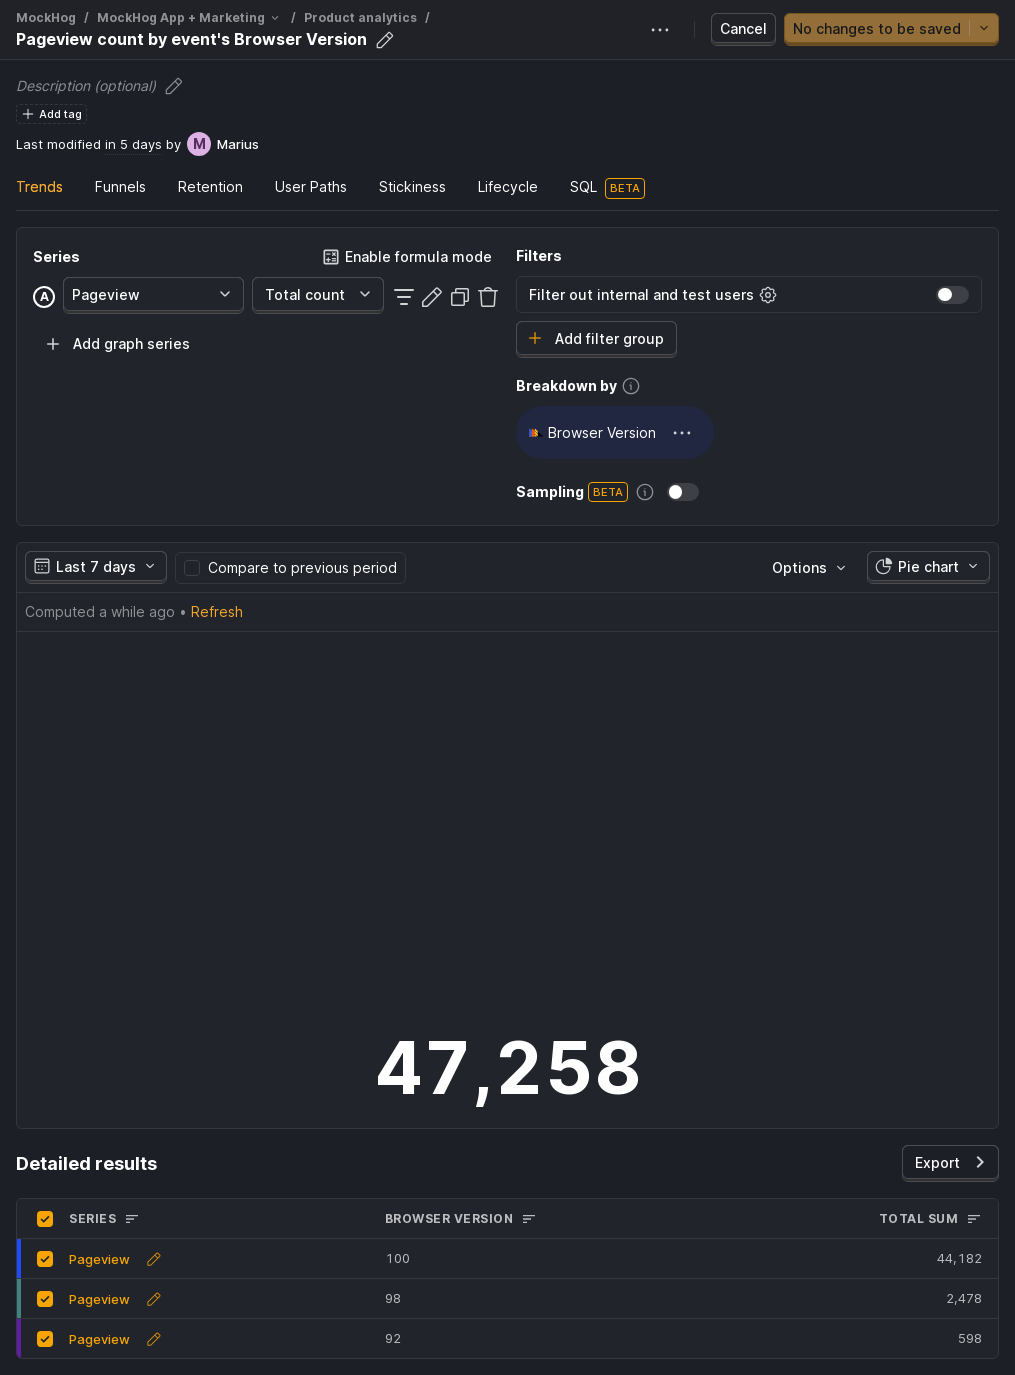 MockHog / MockHog App + Marketing / Product analytics /
Pageview count by event's Browser Version
Cancel
No changes to be saved
Description (optional)
Add tag
Last modified in 5 days by M Marius
Trends Funnels Retention User Paths Stickiness Lifecycle SQL BETA
Series
Enable formula mode
A Pageview Total count
Add graph series
Filters
Filter out internal and test users
Add filter group
Breakdown by
Browser Version
Sampling BETA
Last 7 days Compare to previous period Options Pie chart
Computed a while ago • Refresh
47,258
Detailed results
Export
SERIES BROWSER VERSION TOTAL SUM
Pageview 100 44,182
Pageview 98 2,478
Pageview 92 598